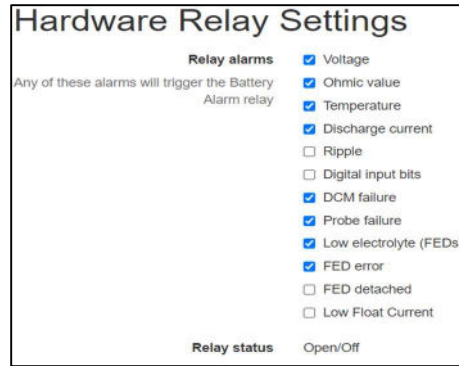 Hardware Relay Settings
Relay alarms
Any of these alarms will trigger the Battery
Alarm relay
Voltage
Ohmic value
Temperature
Discharge current
Ripple
Digital input bits
DCM failure
Probe failure
Low electrolyte (FEDs
FED error
FED detached
Low Float Current
Relay status Open/Off